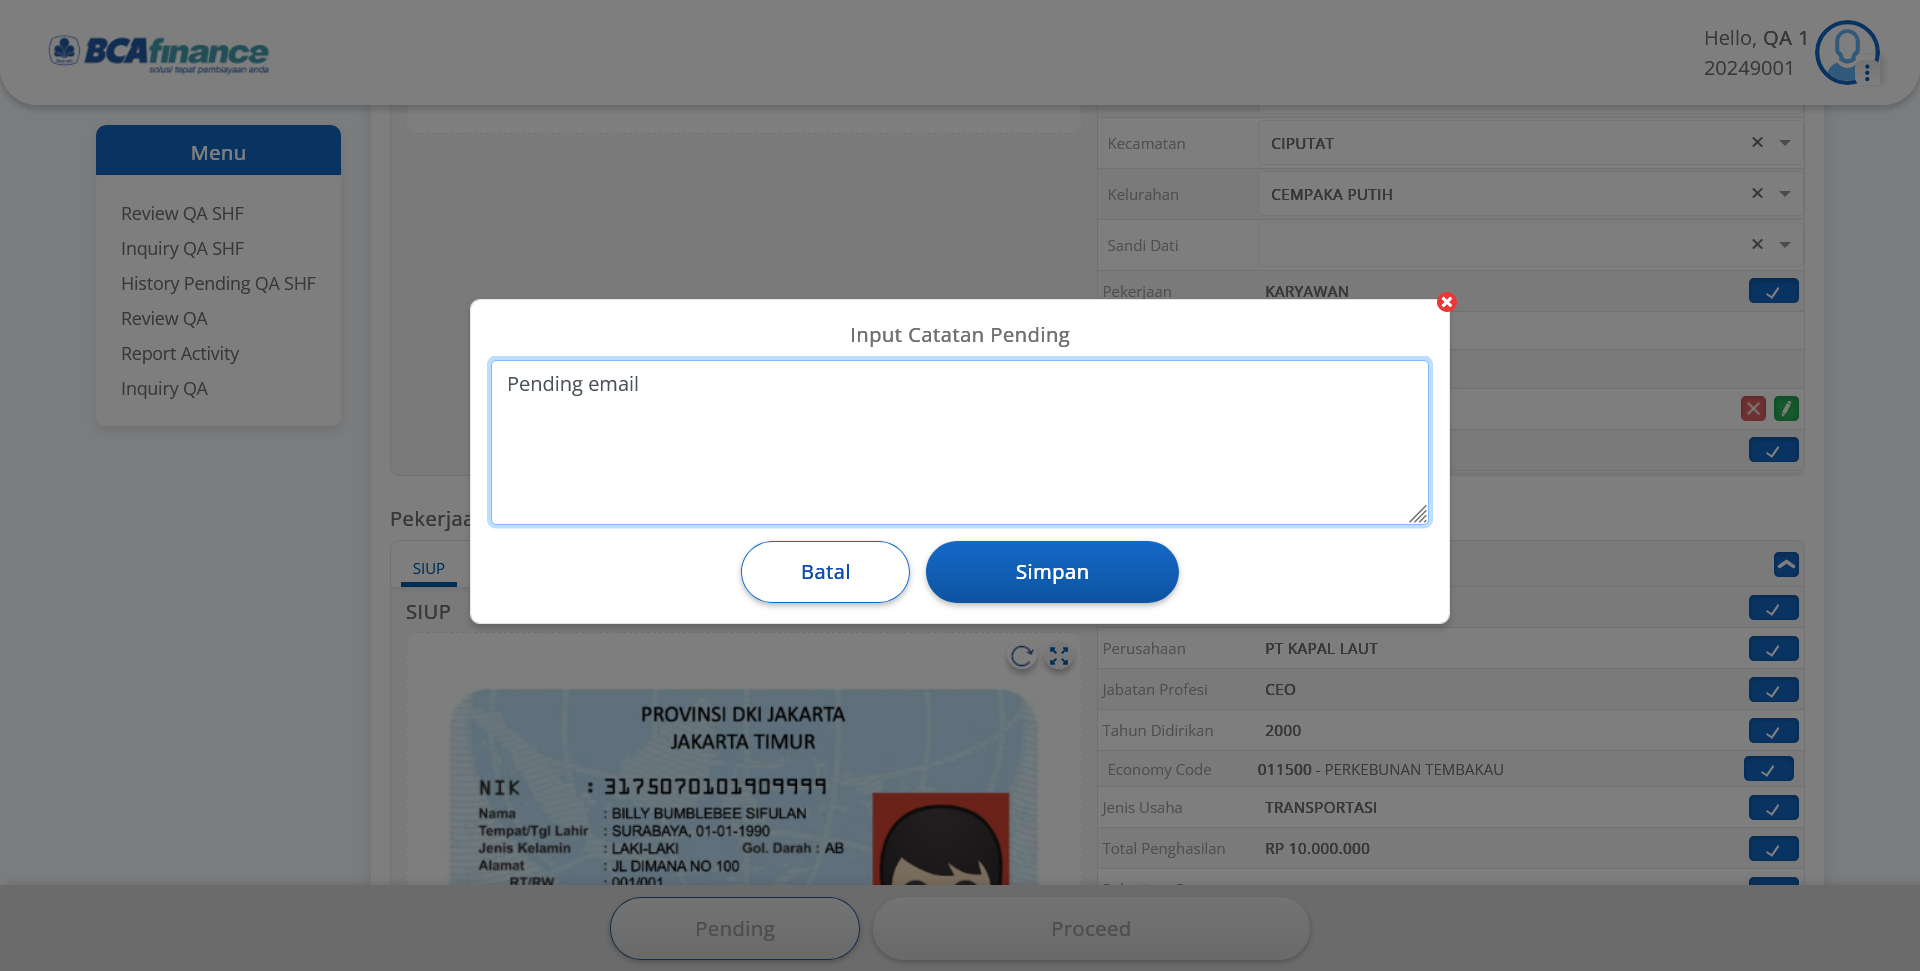 BCAfinance
solusi tepat pembiayaan anda
Hello, QA 1
20249001
Menu
Review QA SHF
Inquiry QA SHF
History Pending QA SHF
Review QA
Report Activity
Inquiry QA
Kecamatan CIPUTAT
Kelurahan CEMPAKA PUTIH
Sandi Dati
Pekerjaan KARYAWAN
Input Catatan Pending
Pending email
Batal Simpan
SIUP
SIUP
Perusahaan PT KAPAL LAUT
Jabatan Profesi CEO
Tahun Didirikan 2000
Economy Code 011500 - PERKEBUNAN TEMBAKAU
Jenis Usaha TRANSPORTASI
Total Penghasilan RP 10.000.000
PROVINSI DKI JAKARTA
JAKARTA TIMUR
NIK : 3175070101909999
Nama : BILLY BUMBLEBEE SIFULAN
Tempat/Tgl Lahir : SURABAYA, 01-01-1990
Jenis Kelamin : LAKI-LAKI Gol. Darah : AB
Alamat : JL DIMANA NO 100
RT/RW : 001/001
Pending Proceed